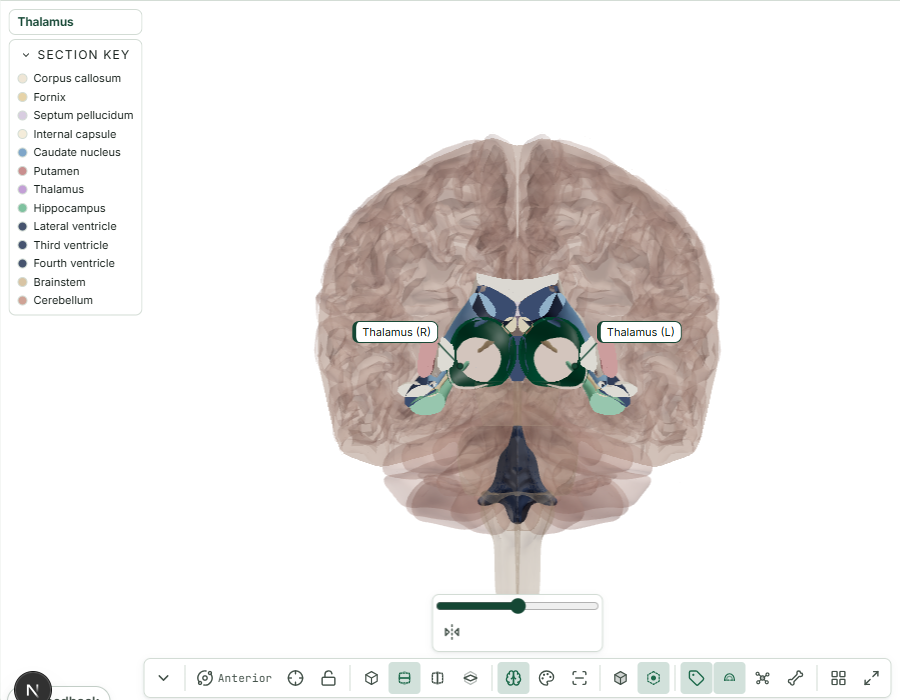 Thalamus
SECTION KEY
Corpus callosum
Fornix
Septum pellucidum
Internal capsule
Caudate nucleus
Putamen
Thalamus
Hippocampus
Lateral ventricle
Third ventricle
Fourth ventricle
Brainstem
Cerebellum
Thalamus (R)
Thalamus (L)
Anterior
N